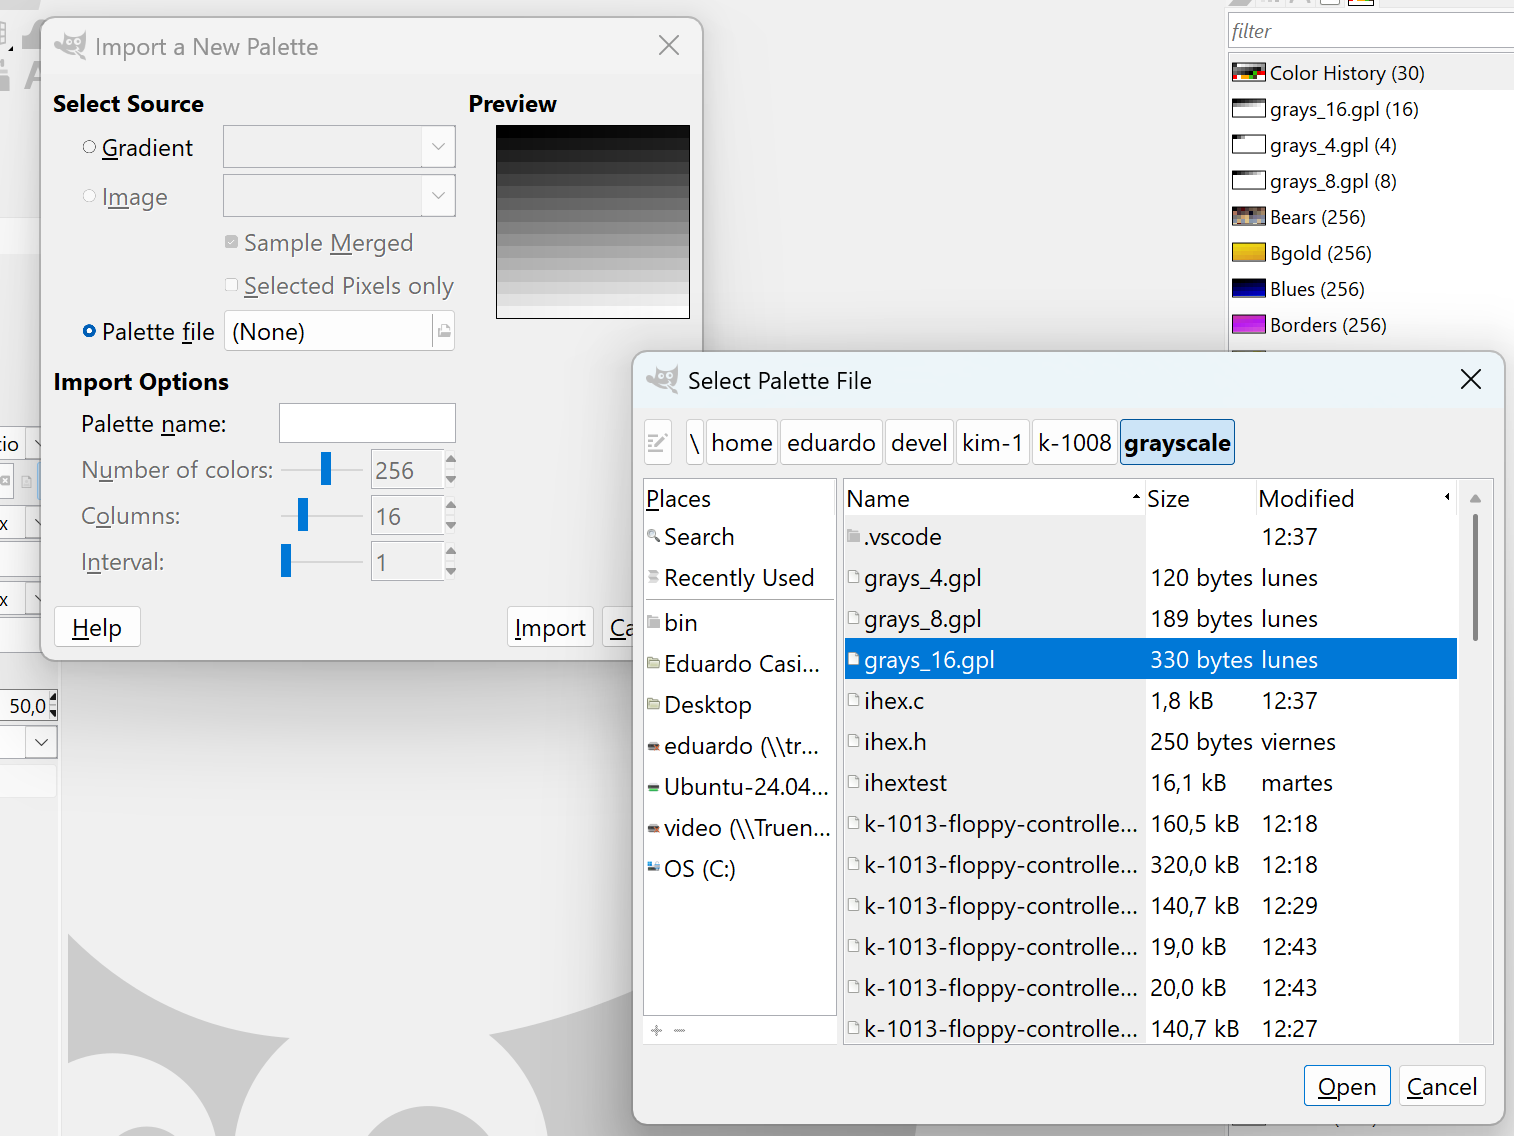 Import a New Palette
Select Source
Preview
Gradient
Image
Sample Merged
Selected Pixels only
Palette file
(None)
Import Options
Palette name:
Number of colors:
256
Columns:
16
Interval:
1
Help
Import
Ca
50,0
filter
Color History (30)
grays_16.gpl (16)
grays_4.gpl (4)
grays_8.gpl (8)
Bears (256)
Bgold (256)
Blues (256)
Borders (256)
Select Palette File
\ home eduardo devel kim-1 k-1008 grayscale
Places
Search
Recently Used
bin
Eduardo Casi...
Desktop
eduardo (\\tr...
Ubuntu-24.04...
video (\\Truen...
OS (C:)
Name Size Modified
.vscode 12:37
grays_4.gpl 120 bytes lunes
grays_8.gpl 189 bytes lunes
grays_16.gpl 330 bytes lunes
ihex.c 1,8 kB 12:37
ihex.h 250 bytes viernes
ihextest 16,1 kB martes
k-1013-floppy-controlle... 160,5 kB 12:18
k-1013-floppy-controlle... 320,0 kB 12:18
k-1013-floppy-controlle... 140,7 kB 12:29
k-1013-floppy-controlle... 19,0 kB 12:43
k-1013-floppy-controlle... 20,0 kB 12:43
k-1013-floppy-controlle... 140,7 kB 12:27
Open
Cancel